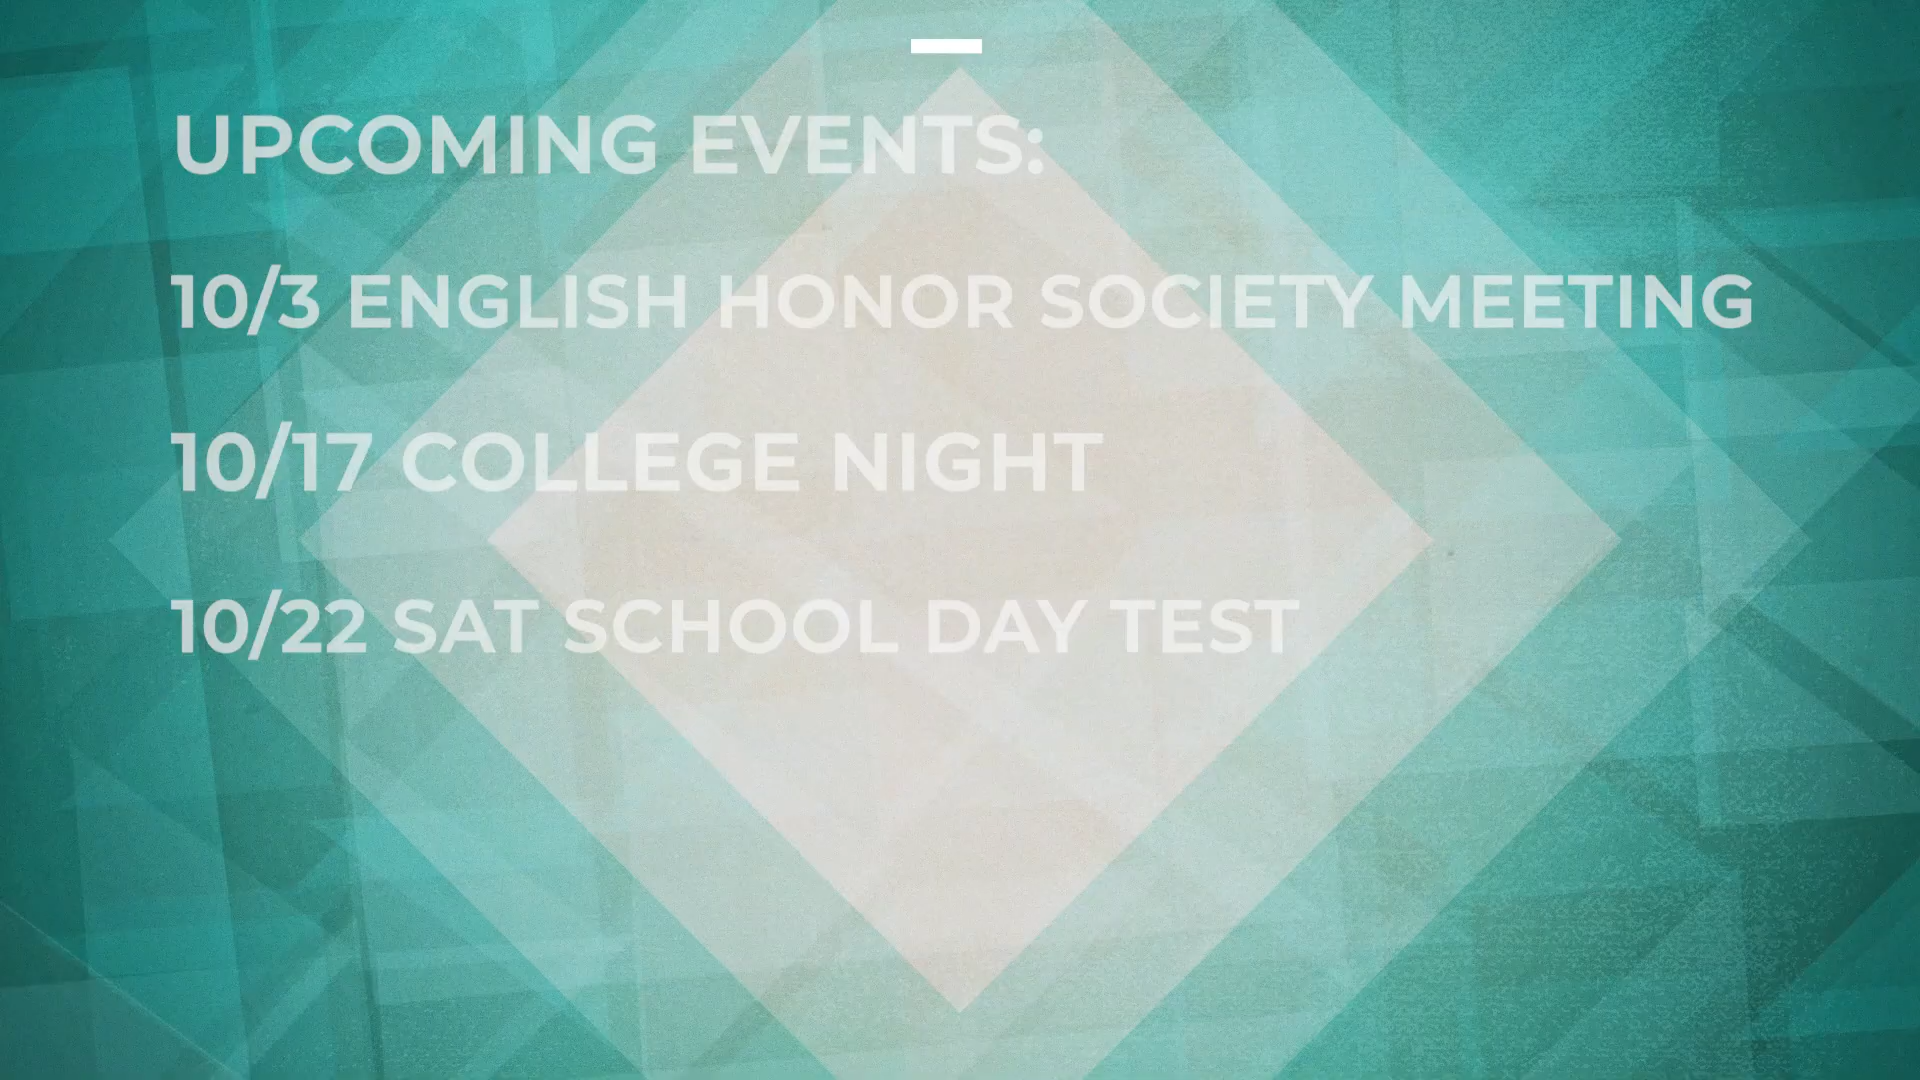 UPCOMING EVENTS:
10/3 ENGLISH HONOR SOCIETY MEETING
10/17 COLLEGE NIGHT
10/22 SAT SCHOOL DAY TEST